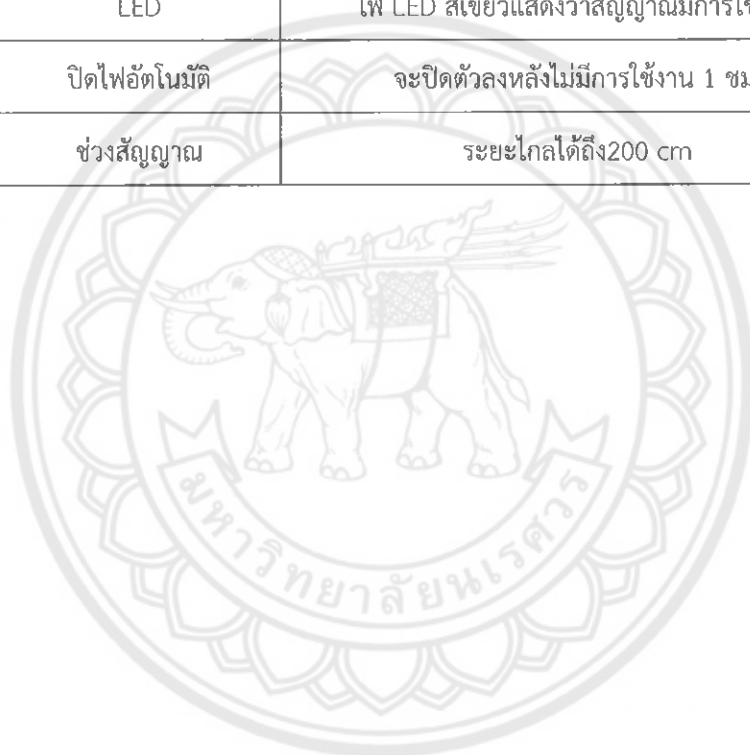 LED ไฟ LED สีเขียวแสดงว่าสัญญาณมีการใช้
ปิดไฟอัตโนมัติ จะปิดตัวลงหลังไม่มีการใช้งาน 1 ชม
ช่วงสัญญาณ ระยะไกลได้ถึง200 cm
มหาวิทยาลัยนเรศวร